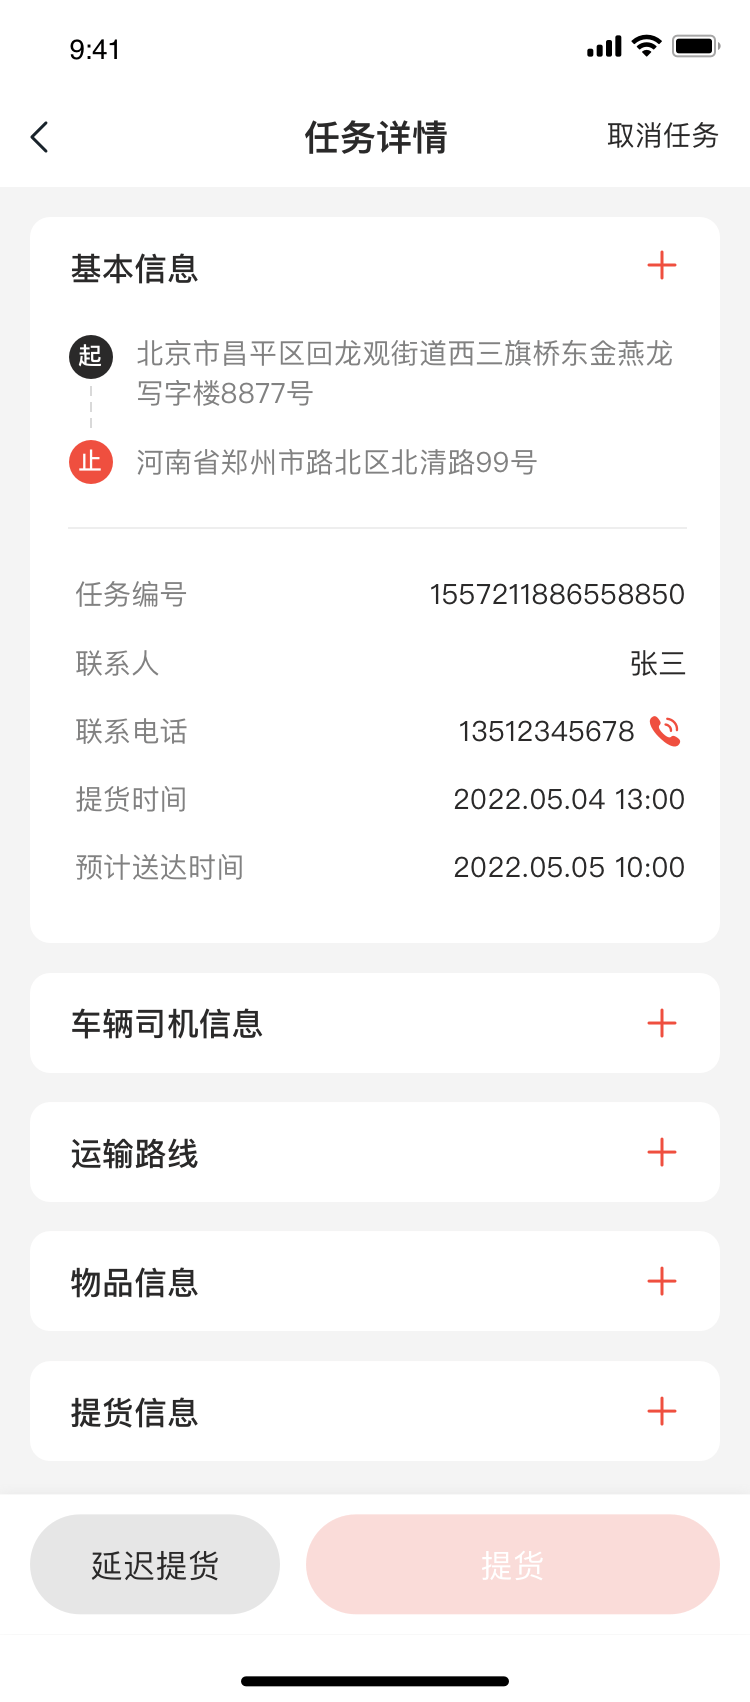 9:41
任务详情
取消任务
基本信息
起
北京市昌平区回龙观街道西三旗桥东金燕龙
写字楼8877号
止
河南省郑州市路北区北清路99号
任务编号 1557211886558850
联系人 张三
联系电话 13512345678
提货时间 2022.05.04 13:00
预计送达时间 2022.05.05 10:00
车辆司机信息
运输路线
物品信息
提货信息
延迟提货
提货